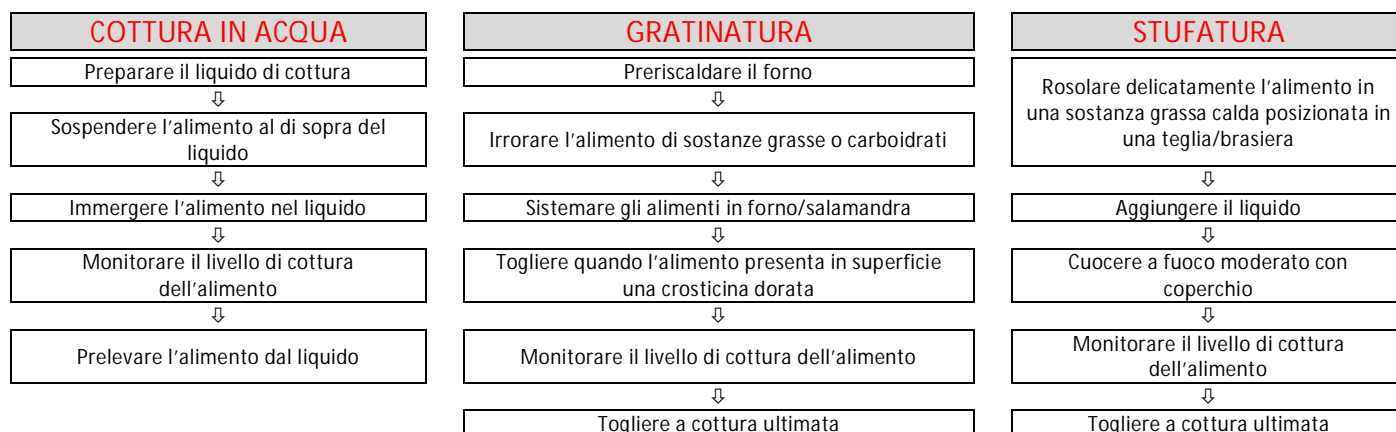 COTTURA IN ACQUA
Preparare il liquido di cottura
⇩
Sospendere l'alimento al di sopra del
liquido
⇩
Immergere l'alimento nel liquido
⇩
Monitorare il livello di cottura
dell'alimento
⇩
Prelevare l'alimento dal liquido
GRATINATURA
Preriscaldare il forno
⇩
Irrorare l'alimento di sostanze grasse o carboidrati
⇩
Sistemare gli alimenti in forno/salamandra
⇩
Togliere quando l'alimento presenta in superficie
una crosticina dorata
⇩
Monitorare il livello di cottura dell'alimento
⇩
Togliere a cottura ultimata
STUFATURA
Rosolare delicatamente l'alimento in
una sostanza grassa calda posizionata in
una teglia/brasiera
⇩
Aggiungere il liquido
⇩
Cuocere a fuoco moderato con
coperchio
⇩
Monitorare il livello di cottura
dell'alimento
⇩
Togliere a cottura ultimata